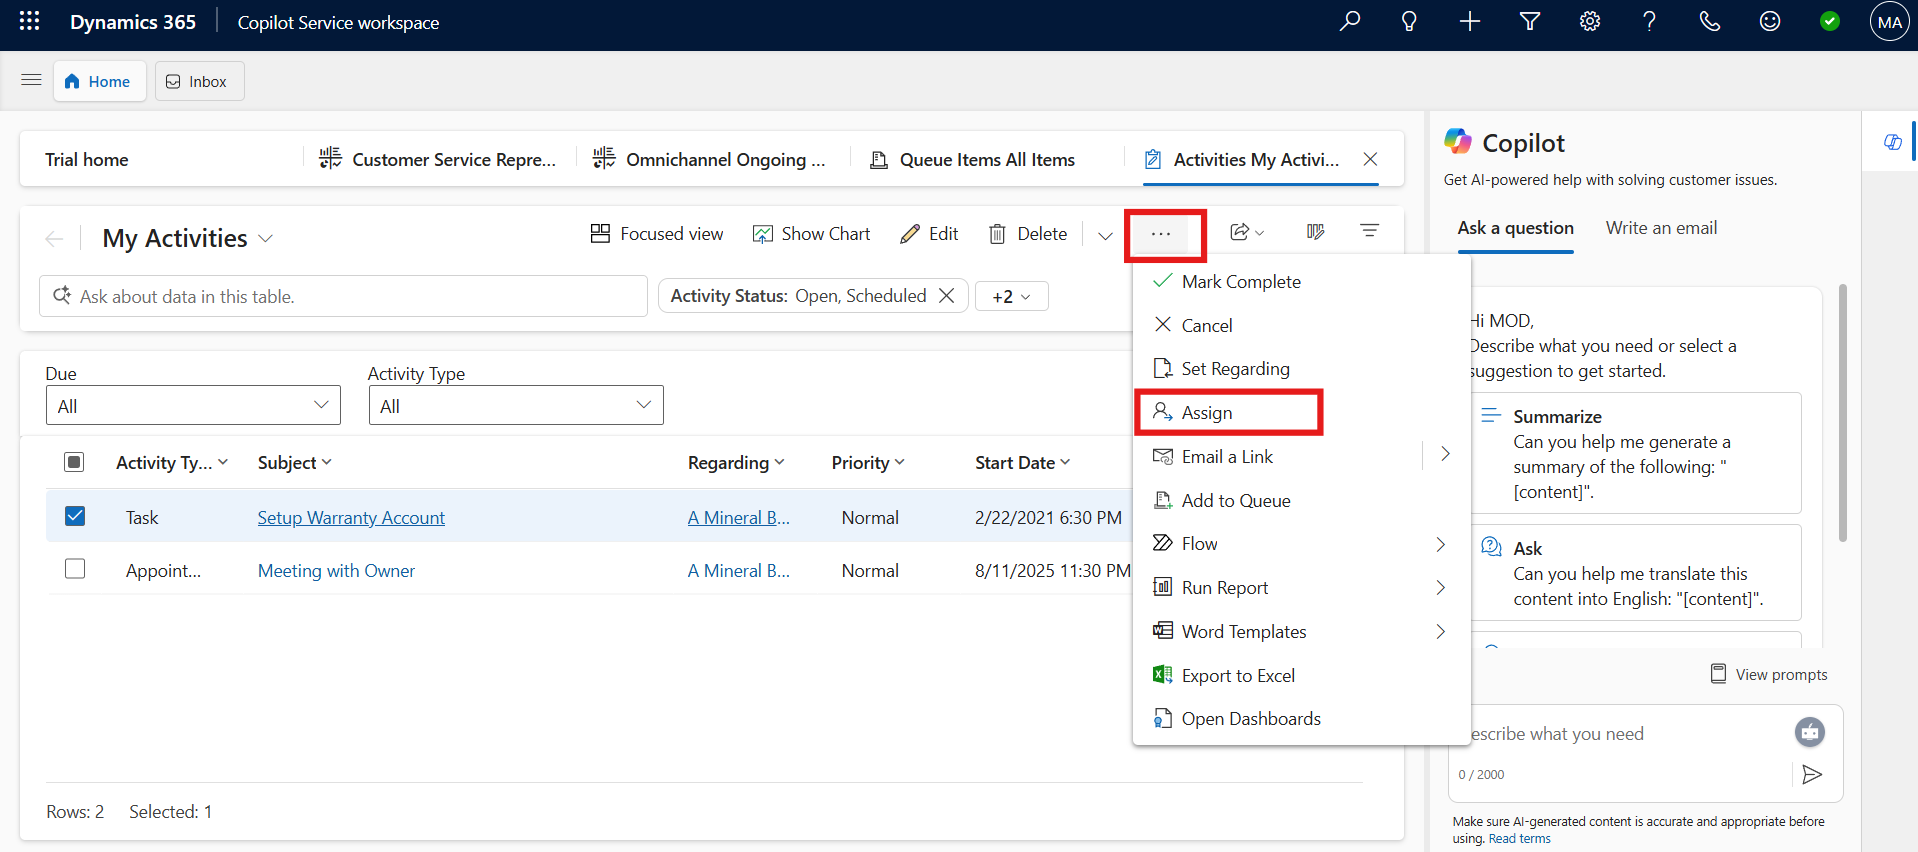 Dynamics 365 Copilot Service workspace MA
Home Inbox
Trial home Customer Service Repre... Omnichannel Ongoing ... Queue Items All Items Activities My Activi...
My Activities Focused view Show Chart Edit Delete
Ask about data in this table. Activity Status: Open, Scheduled +2
Due Activity Type
All All
Activity Ty... Subject Regarding Priority Start Date
Task Setup Warranty Account A Mineral B... Normal 2/22/2021 6:30 PM
Appoint... Meeting with Owner A Mineral B... Normal 8/11/2025 11:30 PM
Rows: 2 Selected: 1
Mark Complete
Cancel
Set Regarding
Assign
Email a Link
Add to Queue
Flow
Run Report
Word Templates
Export to Excel
Open Dashboards
Copilot
Get AI-powered help with solving customer issues.
Ask a question Write an email
Hi MOD,
Describe what you need or select a
suggestion to get started.
Summarize
Can you help me generate a
summary of the following: "
[content]".
Ask
Can you help me translate this
content into English: "[content]".
View prompts
escribe what you need
0 / 2000
Make sure AI-generated content is accurate and appropriate before
using. Read terms